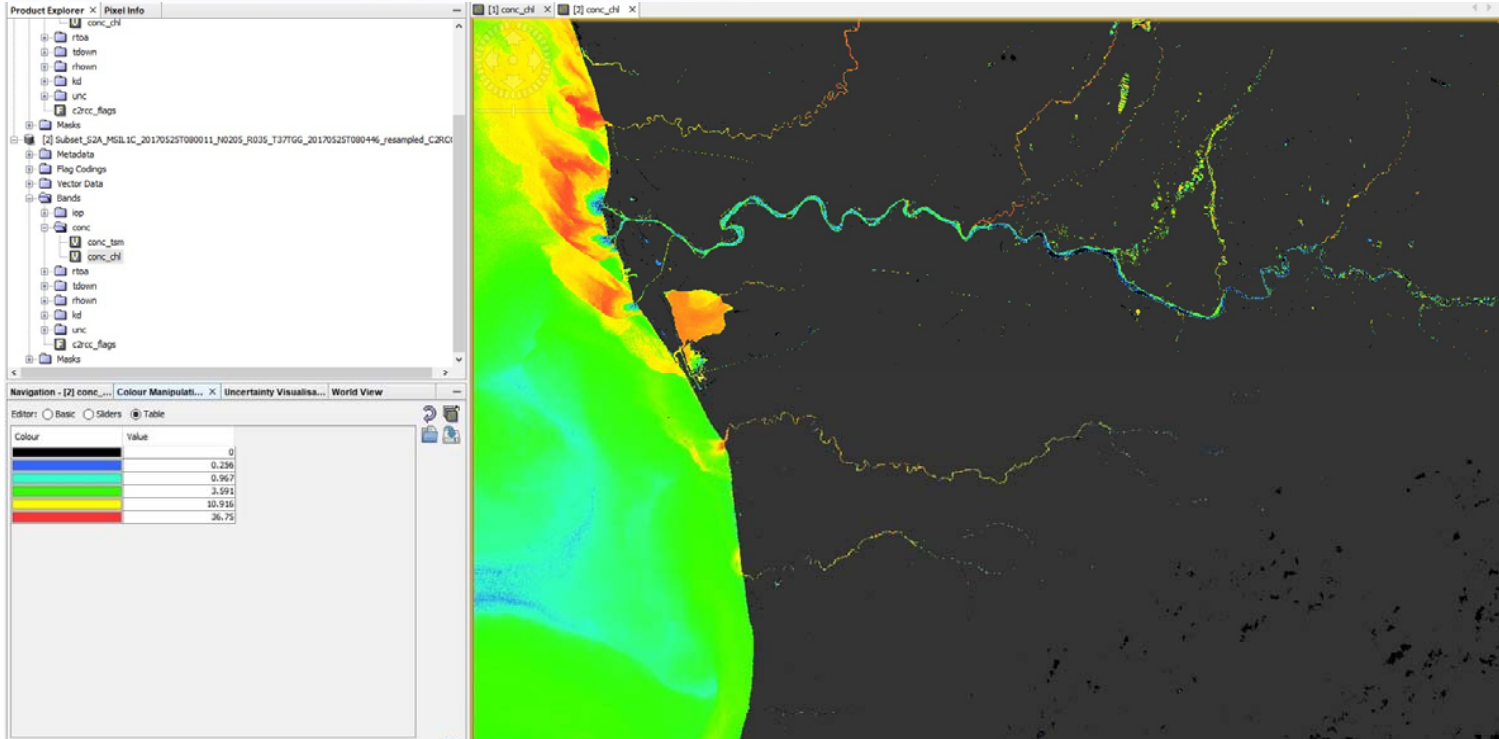 Product Explorer × Pixel Info
conc_chl
rtoa
tdown
rhown
kd
unc
c2rcc_flags
Masks
[2] Subset_S2A_MSIL1C_20170525T080011_N0205_R035_T37TGG_20170525T080446_resampled_C2RCC
Metadata
Flag Codings
Vector Data
Bands
iop
conc
conc_tsm
conc_chl
rtoa
tdown
rhown
kd
unc
c2rcc_flags
Masks
Navigation - [2] conc_... Colour Manipulati... × Uncertainty Visualisa... World View
Editor: Basic Sliders Table
Colour Value
0
0.256
0.967
3.591
10.916
36.75
[1] conc_chl × [2] conc_chl ×